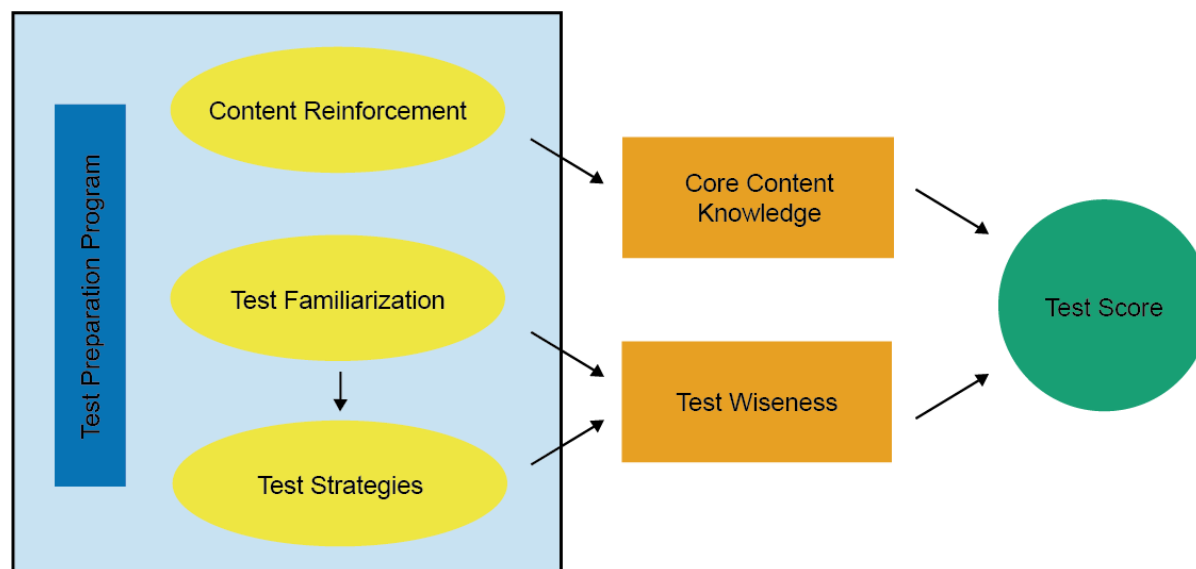 Test Preparation Program
Content Reinforcement
Test Familiarization
Test Strategies
Core Content
Knowledge
Test Wiseness
Test Score